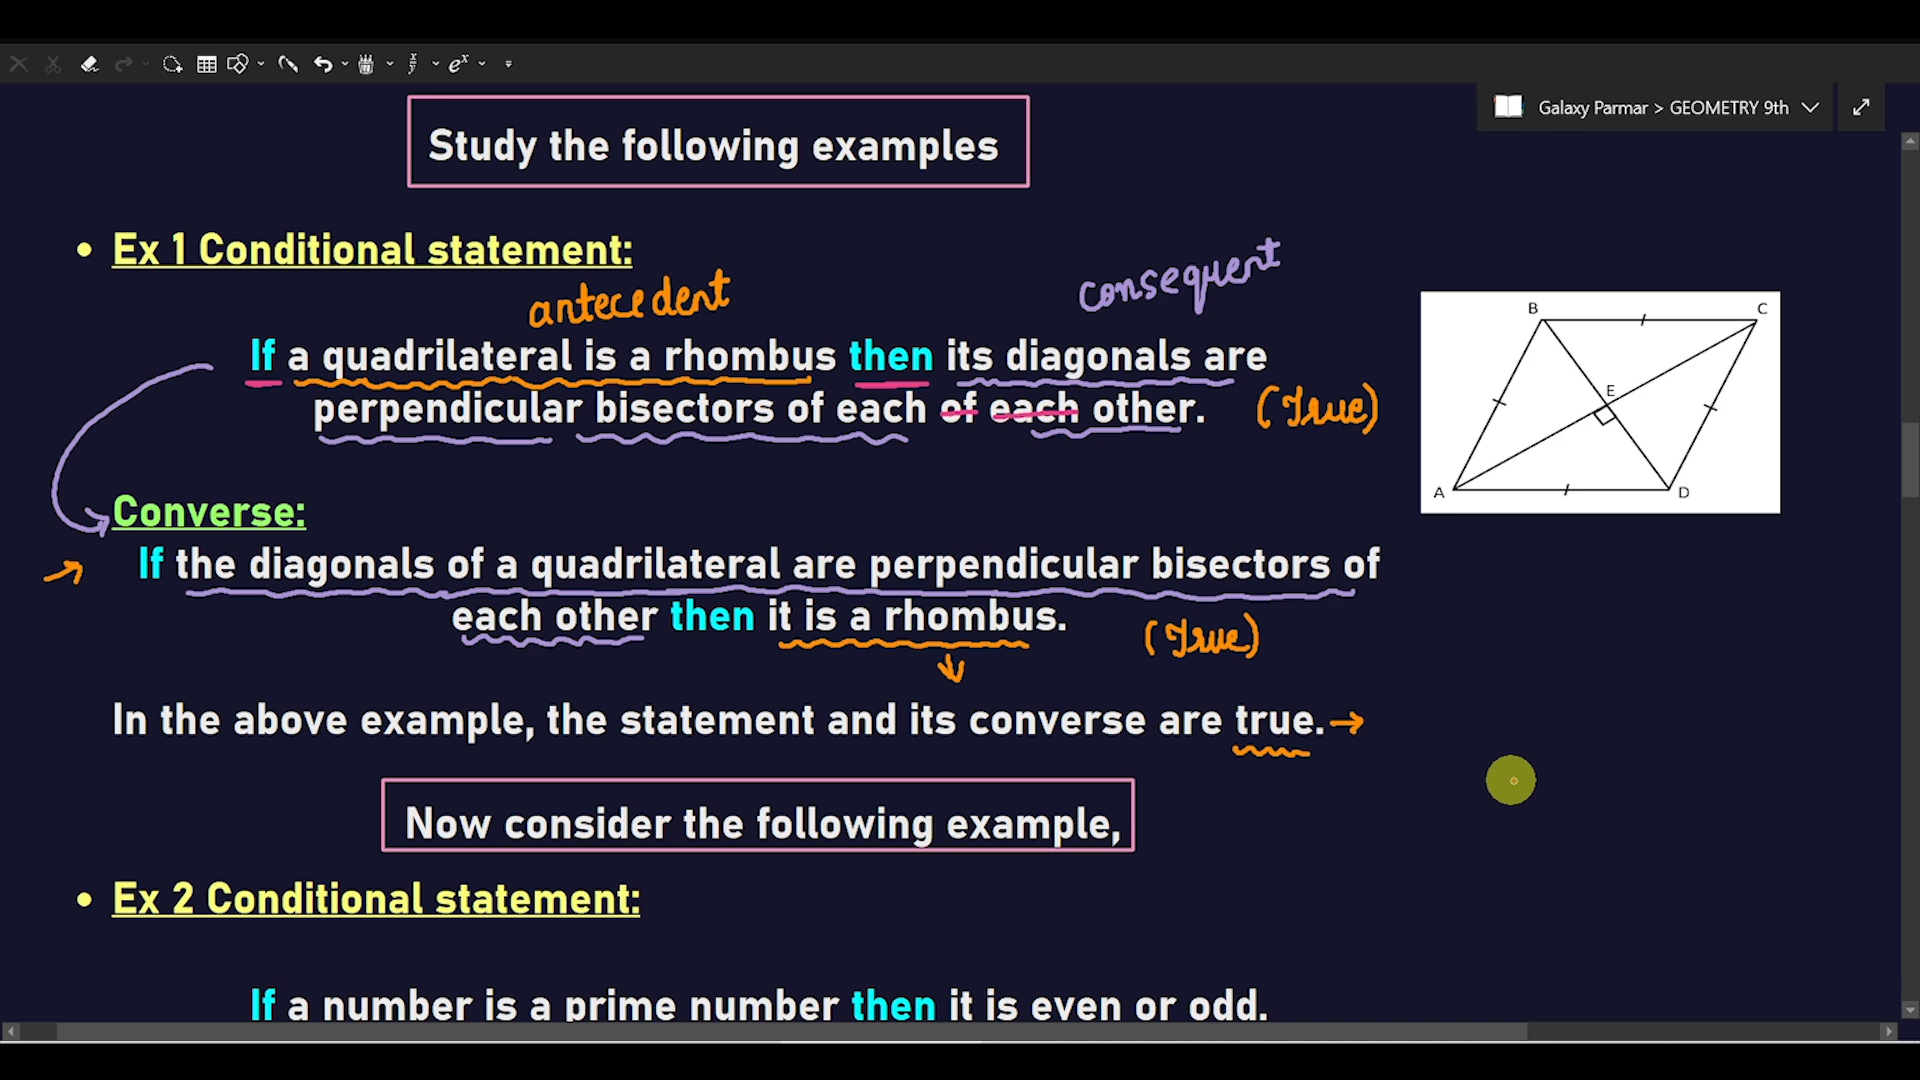 Galaxy Parmar > GEOMETRY 9th
Study the following examples
• Ex 1 Conditional statement:
antecedent
consequent
If a quadrilateral is a rhombus then its diagonals are
perpendicular bisectors of each of each other. (True)
B
C
E
A
D
Converse:
If the diagonals of a quadrilateral are perpendicular bisectors of
each other then it is a rhombus. (True)
In the above example, the statement and its converse are true.→
Now consider the following example,
• Ex 2 Conditional statement:
If a number is a prime number then it is even or odd.